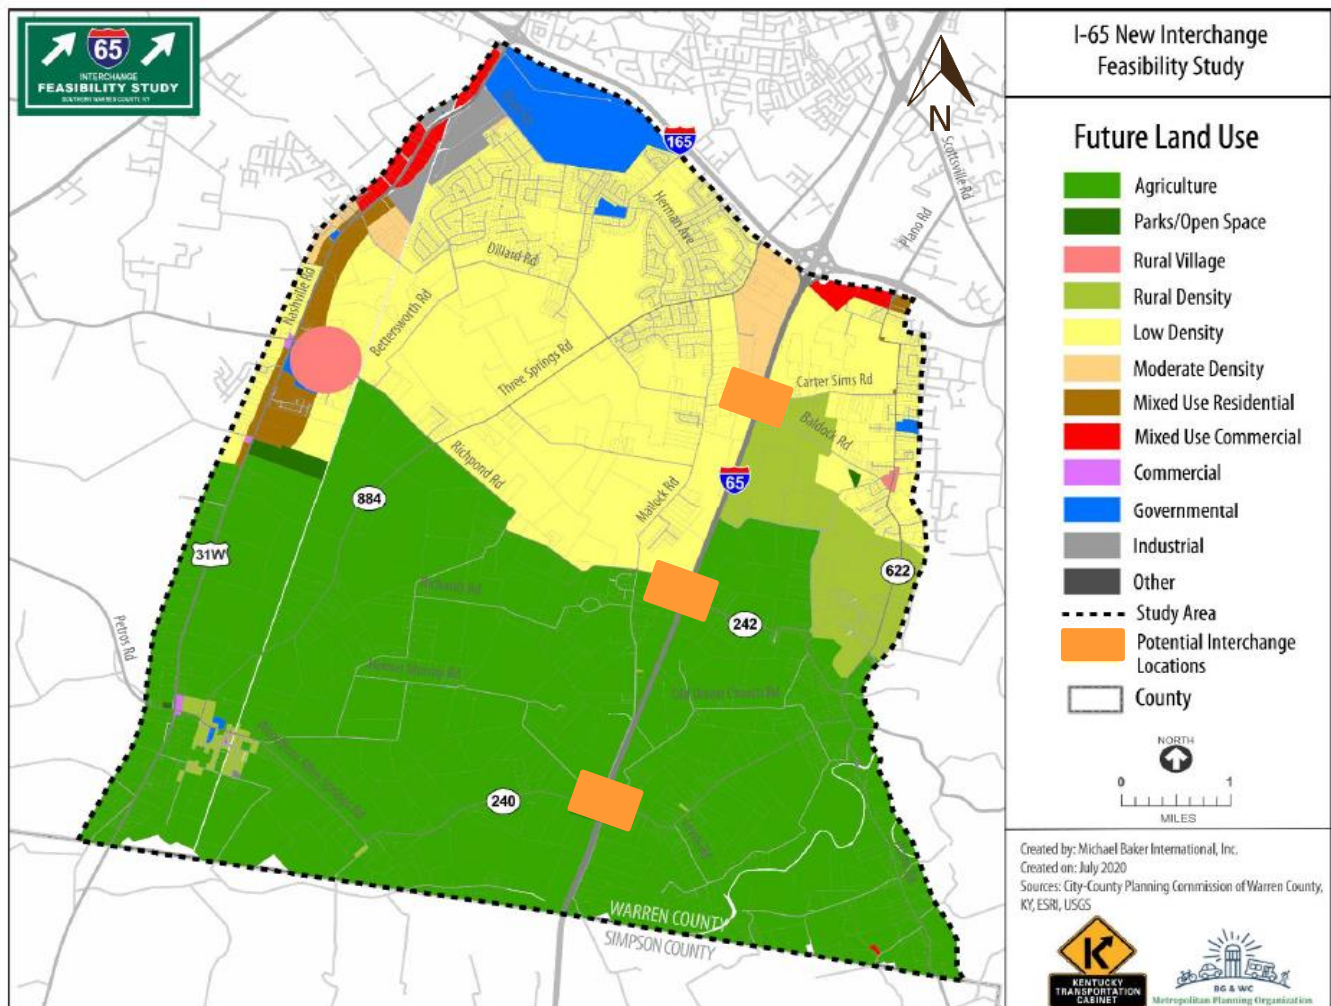 65
INTERCHANGE
FEASIBILITY STUDY
SOUTHERN WARREN COUNTY, KY
165
N
Scottsville Rd
Plano Rd
Herman Ave
Dillard Rd
Nashville Rd
Bettersworth Rd
Three Springs Rd
Carter Sims Rd
Baldock Rd
Richpond Rd
Matlock Rd
65
884
31W
622
242
Petros Rd
240
WARREN COUNTY
SIMPSON COUNTY
I-65 New Interchange
Feasibility Study
Future Land Use
Agriculture
Parks/Open Space
Rural Village
Rural Density
Low Density
Moderate Density
Mixed Use Residential
Mixed Use Commercial
Commercial
Governmental
Industrial
Other
Study Area
Potential Interchange
Locations
County
NORTH
0 1
MILES
Created by: Michael Baker International, Inc.
Created on: July 2020
Sources: City-County Planning Commission of Warren County,
KY, ESRI, USGS
KENTUCKY
TRANSPORTATION
CABINET
BG & WC
Metropolitan Planning Organization